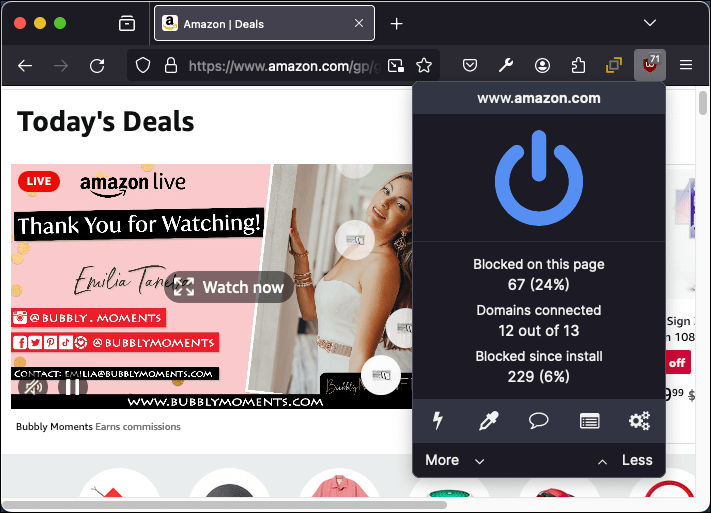 Amazon | Deals
https://www.amazon.com/gp/g
71
Today's Deals
www.amazon.com
LIVE
amazon live
Thank You for Watching!
Emilia Taneva
Watch now
@BUBBLY.MOMENTS
@BUBBLYMOMENTS
CONTACT: EMILIA@BUBBLYMOMENTS.COM
WWW.BUBBLYMOMENTS.COM
Bubbly Moments Earns commissions
Blocked on this page
67 (24%)
Domains connected
12 out of 13
Blocked since install
229 (6%)
More
Less
Sign
108
off
9⁹⁹ $